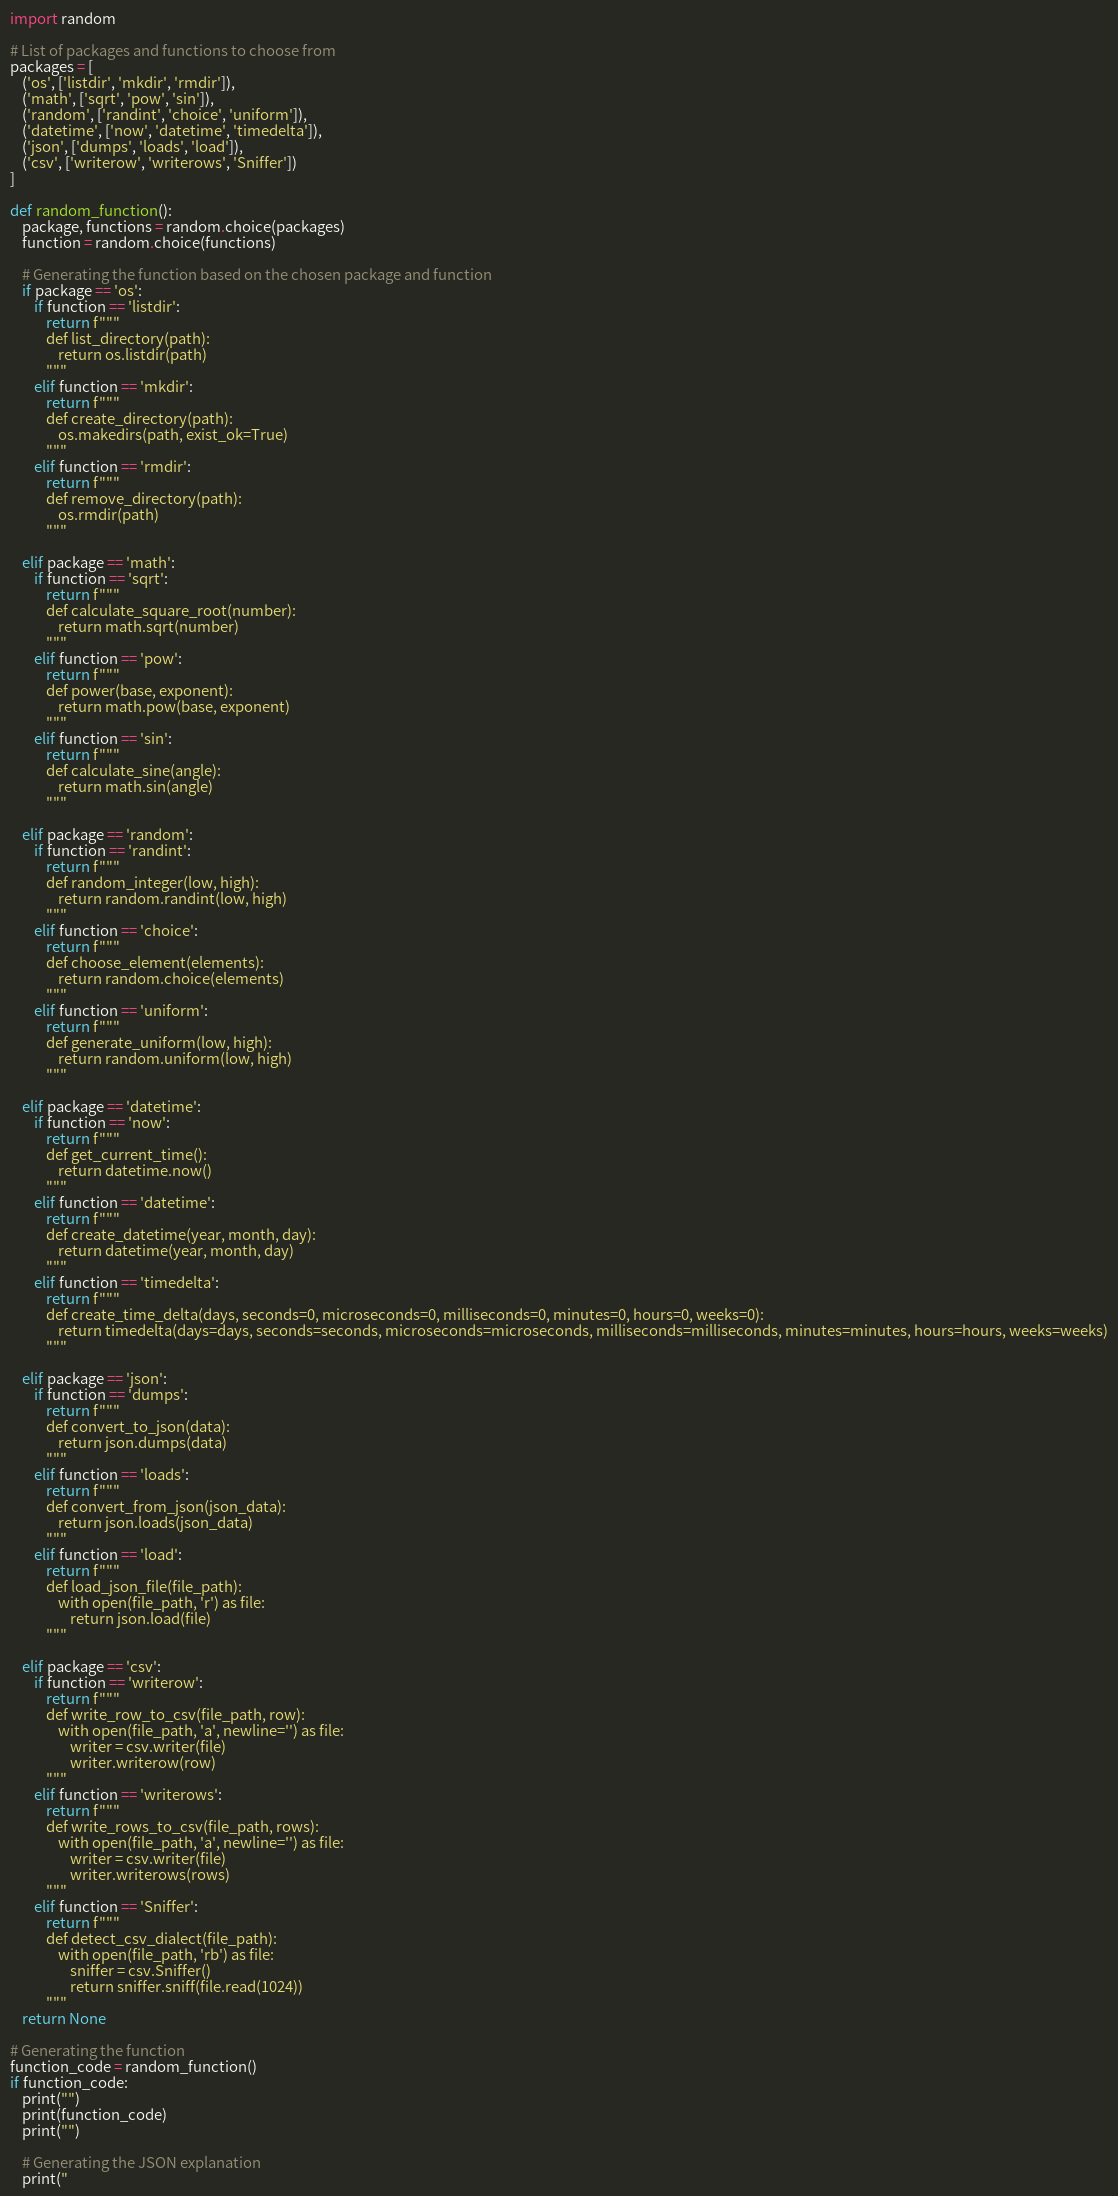 import random

# List of packages and functions to choose from
packages = [
    ('os', ['listdir', 'mkdir', 'rmdir']),
    ('math', ['sqrt', 'pow', 'sin']),
    ('random', ['randint', 'choice', 'uniform']),
    ('datetime', ['now', 'datetime', 'timedelta']),
    ('json', ['dumps', 'loads', 'load']),
    ('csv', ['writerow', 'writerows', 'Sniffer'])
]

def random_function():
    package, functions = random.choice(packages)
    function = random.choice(functions)

    # Generating the function based on the chosen package and function
    if package == 'os':
        if function == 'listdir':
            return f"""
            def list_directory(path):
                return os.listdir(path)
            """
        elif function == 'mkdir':
            return f"""
            def create_directory(path):
                os.makedirs(path, exist_ok=True)
            """
        elif function == 'rmdir':
            return f"""
            def remove_directory(path):
                os.rmdir(path)
            """

    elif package == 'math':
        if function == 'sqrt':
            return f"""
            def calculate_square_root(number):
                return math.sqrt(number)
            """
        elif function == 'pow':
            return f"""
            def power(base, exponent):
                return math.pow(base, exponent)
            """
        elif function == 'sin':
            return f"""
            def calculate_sine(angle):
                return math.sin(angle)
            """

    elif package == 'random':
        if function == 'randint':
            return f"""
            def random_integer(low, high):
                return random.randint(low, high)
            """
        elif function == 'choice':
            return f"""
            def choose_element(elements):
                return random.choice(elements)
            """
        elif function == 'uniform':
            return f"""
            def generate_uniform(low, high):
                return random.uniform(low, high)
            """

    elif package == 'datetime':
        if function == 'now':
            return f"""
            def get_current_time():
                return datetime.now()
            """
        elif function == 'datetime':
            return f"""
            def create_datetime(year, month, day):
                return datetime(year, month, day)
            """
        elif function == 'timedelta':
            return f"""
            def create_time_delta(days, seconds=0, microseconds=0, milliseconds=0, minutes=0, hours=0, weeks=0):
                return timedelta(days=days, seconds=seconds, microseconds=microseconds, milliseconds=milliseconds, minutes=minutes, hours=hours, weeks=weeks)
            """

    elif package == 'json':
        if function == 'dumps':
            return f"""
            def convert_to_json(data):
                return json.dumps(data)
            """
        elif function == 'loads':
            return f"""
            def convert_from_json(json_data):
                return json.loads(json_data)
            """
        elif function == 'load':
            return f"""
            def load_json_file(file_path):
                with open(file_path, 'r') as file:
                    return json.load(file)
            """

    elif package == 'csv':
        if function == 'writerow':
            return f"""
            def write_row_to_csv(file_path, row):
                with open(file_path, 'a', newline='') as file:
                    writer = csv.writer(file)
                    writer.writerow(row)
            """
        elif function == 'writerows':
            return f"""
            def write_rows_to_csv(file_path, rows):
                with open(file_path, 'a', newline='') as file:
                    writer = csv.writer(file)
                    writer.writerows(rows)
            """
        elif function == 'Sniffer':
            return f"""
            def detect_csv_dialect(file_path):
                with open(file_path, 'rb') as file:
                    sniffer = csv.Sniffer()
                    return sniffer.sniff(file.read(1024))
            """
    return None

# Generating the function
function_code = random_function()
if function_code:
    print("")
    print(function_code)
    print("")

    # Generating the JSON explanation
    print("